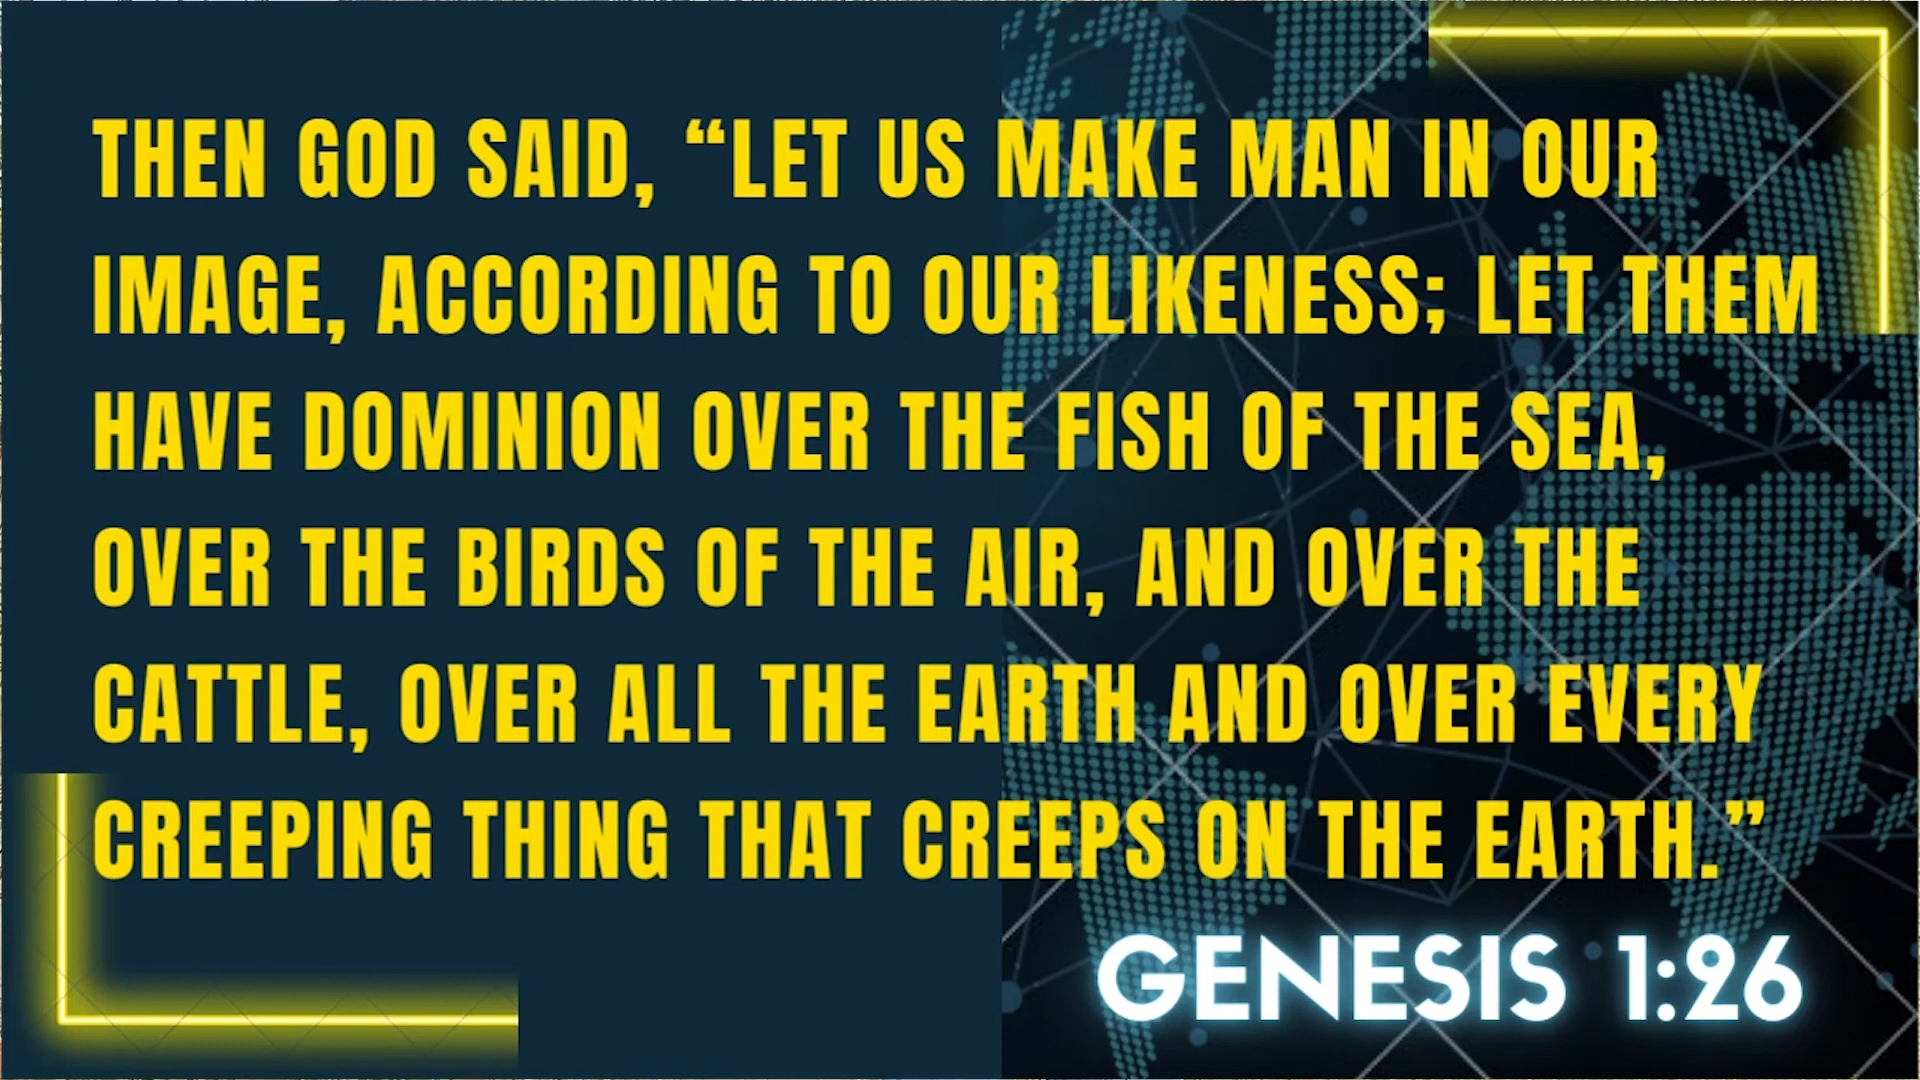 THEN GOD SAID, “LET US MAKE MAN IN OUR
IMAGE, ACCORDING TO OUR LIKENESS; LET THEM
HAVE DOMINION OVER THE FISH OF THE SEA,
OVER THE BIRDS OF THE AIR, AND OVER THE
CATTLE, OVER ALL THE EARTH AND OVER EVERY
CREEPING THING THAT CREEPS ON THE EARTH.”
GENESIS 1:26